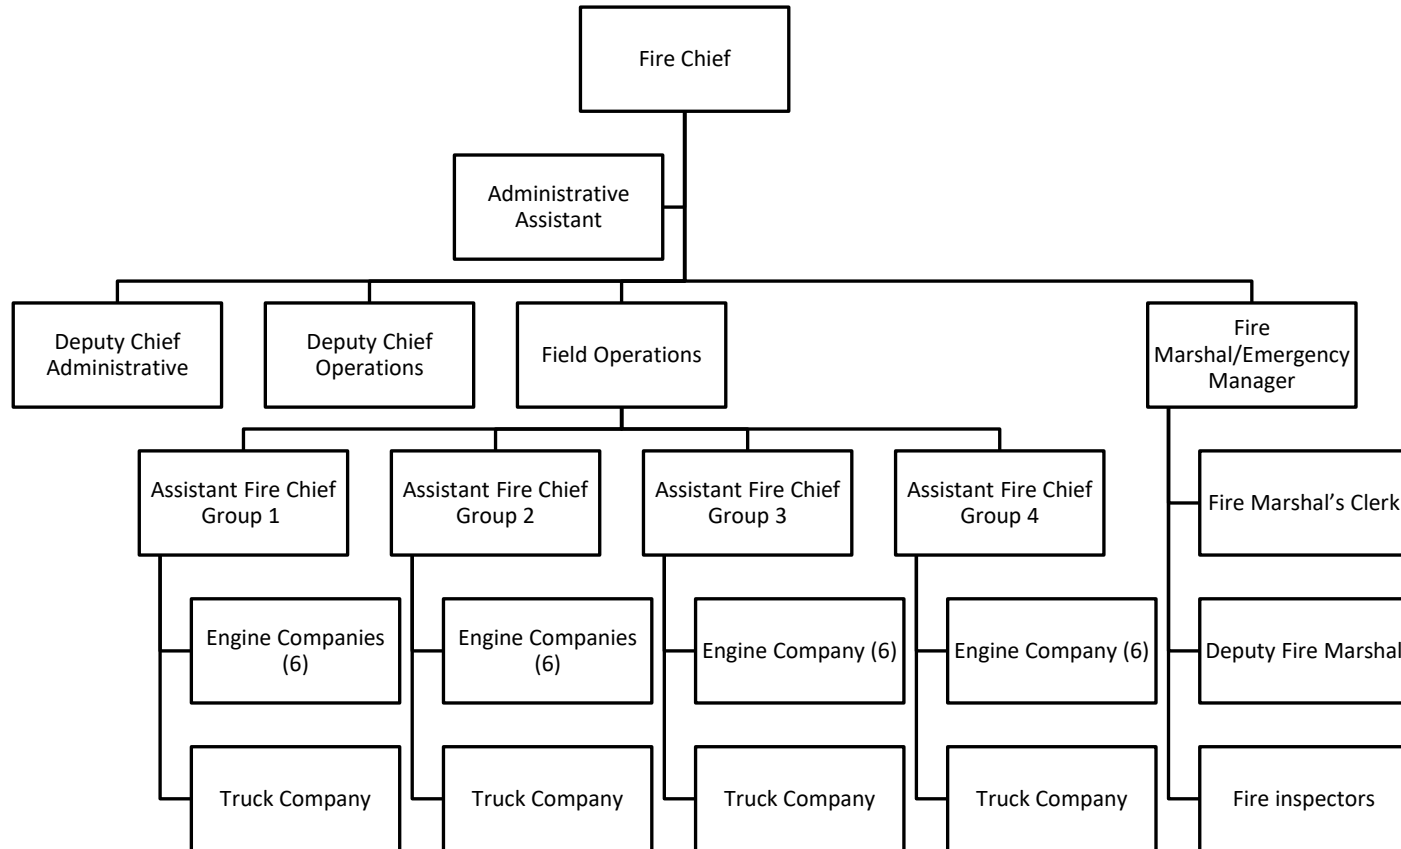 Fire Chief
Administrative
Assistant
Deputy Chief
Administrative
Deputy Chief
Operations
Field Operations
Fire
Marshal/Emergency
Manager
Assistant Fire Chief
Group 1
Assistant Fire Chief
Group 2
Assistant Fire Chief
Group 3
Assistant Fire Chief
Group 4
Fire Marshal’s Clerk
Engine Companies
(6)
Engine Companies
(6)
Engine Company (6)
Engine Company (6)
Deputy Fire Marshal
Truck Company
Truck Company
Truck Company
Truck Company
Fire inspectors